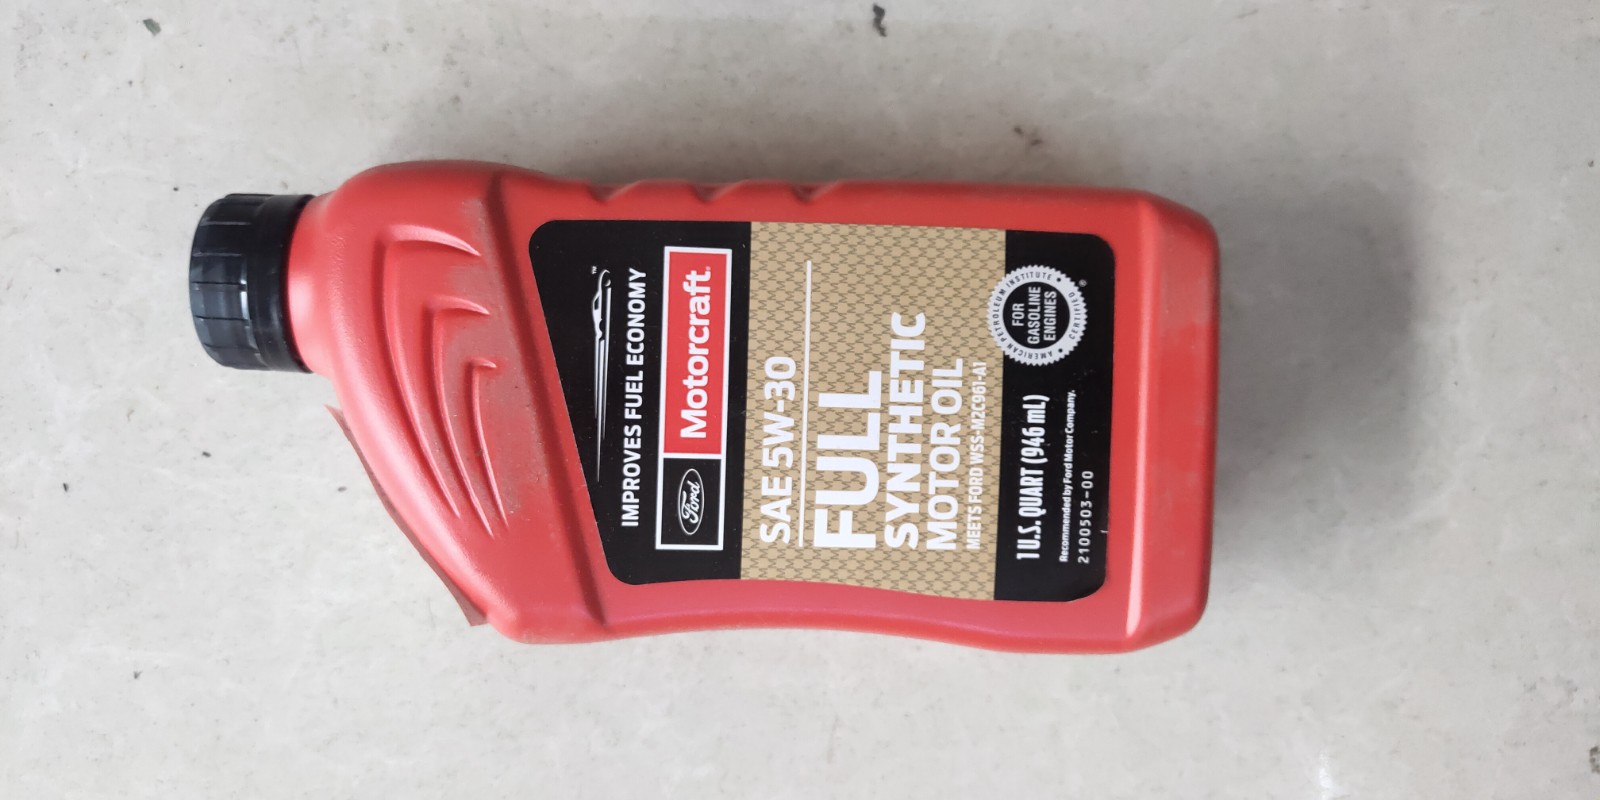 ™
IMPROVES FUEL ECONOMY
Ford Motorcraft®
SAE 5W-30
FULL
SYNTHETIC
MOTOR OIL
MEETS FORD WSS-M2C961-A1
AMERICAN PETROLEUM INSTITUTE
FOR
GASOLINE
ENGINES
CERTIFIED
®
1 U.S. QUART (946 mL)
Recommended by Ford Motor Company.
2100503-00